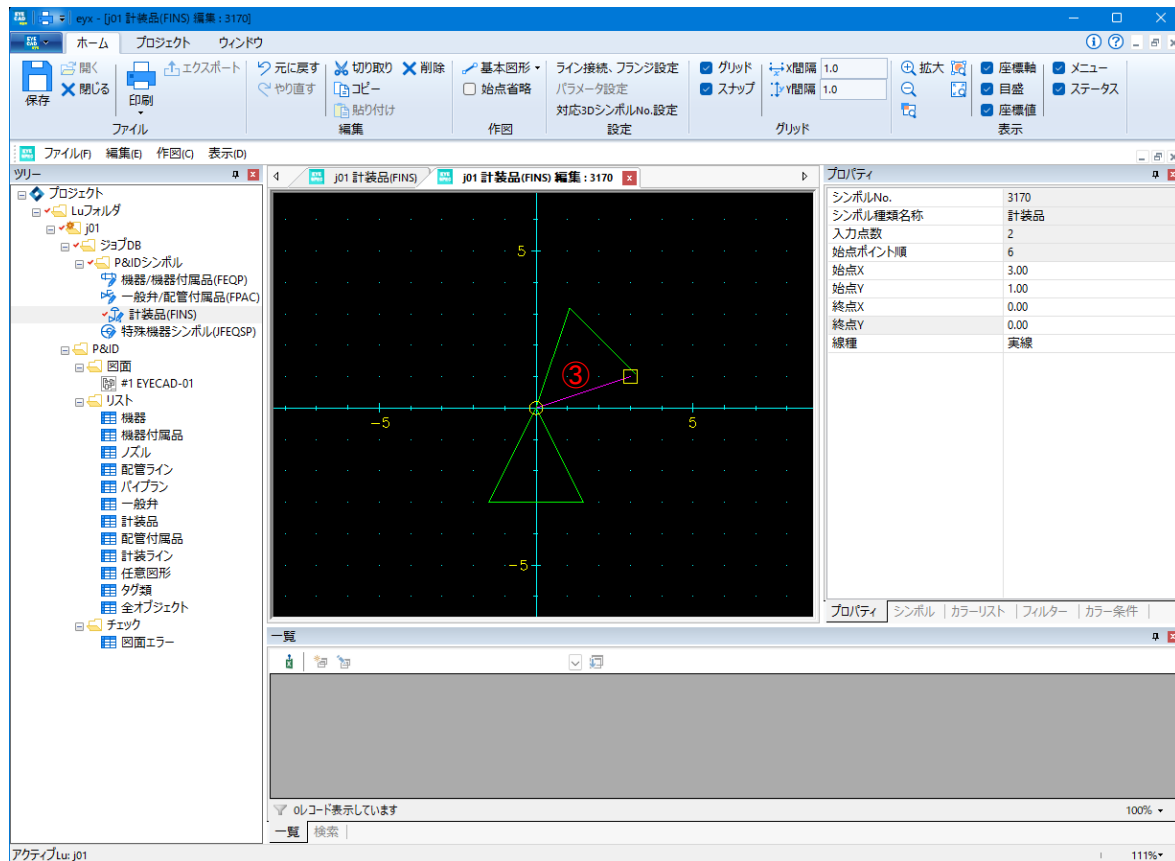 eyx - [j01 計装品(FINS) 編集 : 3170]
ホーム プロジェクト ウィンドウ
開く エクスポート 元に戻す 切り取り 削除 基本図形 ライン接続、フランジ設定 グリッド X間隔 1.0 拡大 座標軸 メニュー
保存 閉じる 印刷 やり直す コピー 始点省略 パラメータ設定 スナップ Y間隔 1.0 目盛 ステータス
貼り付け 対応3DシンボルNo.設定 座標値
ファイル 編集 作図 設定 グリッド 表示
ファイル(F) 編集(E) 作図(C) 表示(D)
ツリー
プロジェクト
Luフォルダ
j01
ジョブDB
P&IDシンボル
機器/機器付属品(FEQP)
一般弁/配管付属品(FPAC)
計装品(FINS)
特殊機器シンボル(JFEQSP)
P&ID
図面
#1 EYECAD-01
リスト
機器
機器付属品
ノズル
配管ライン
パイプラン
一般弁
計装品
配管付属品
計装ライン
任意図形
タグ類
全オブジェクト
チェック
図面エラー
j01 計装品(FINS) j01 計装品(FINS) 編集 : 3170
5
③
-5 5
-5
プロパティ
シンボルNo. 3170
シンボル種類名称 計装品
入力点数 2
始点ポイント順 6
始点X 3.00
始点Y 1.00
終点X 0.00
終点Y 0.00
線種 実線
プロパティ シンボル カラーリスト フィルター カラー条件
一覧
0レコード表示しています 100%
一覧 検索
アクティブLu: j01 111%